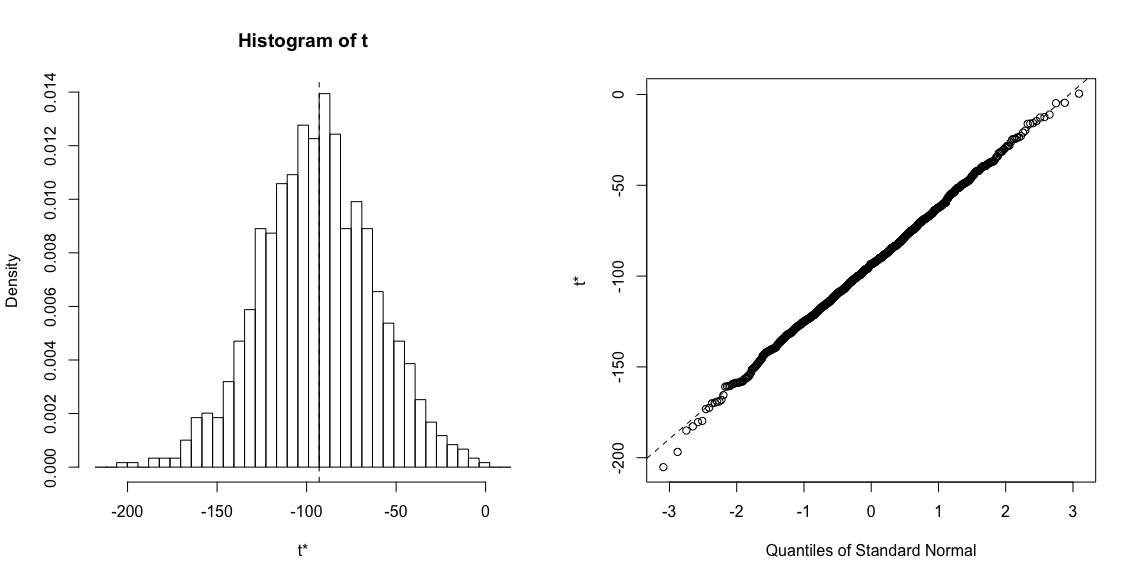 Histogram of t
Density
0.000 0.002 0.004 0.006 0.008 0.010 0.012 0.014
-200 -150 -100 -50 0
t*
t*
-200 -150 -100 -50 0
-3 -2 -1 0 1 2 3
Quantiles of Standard Normal